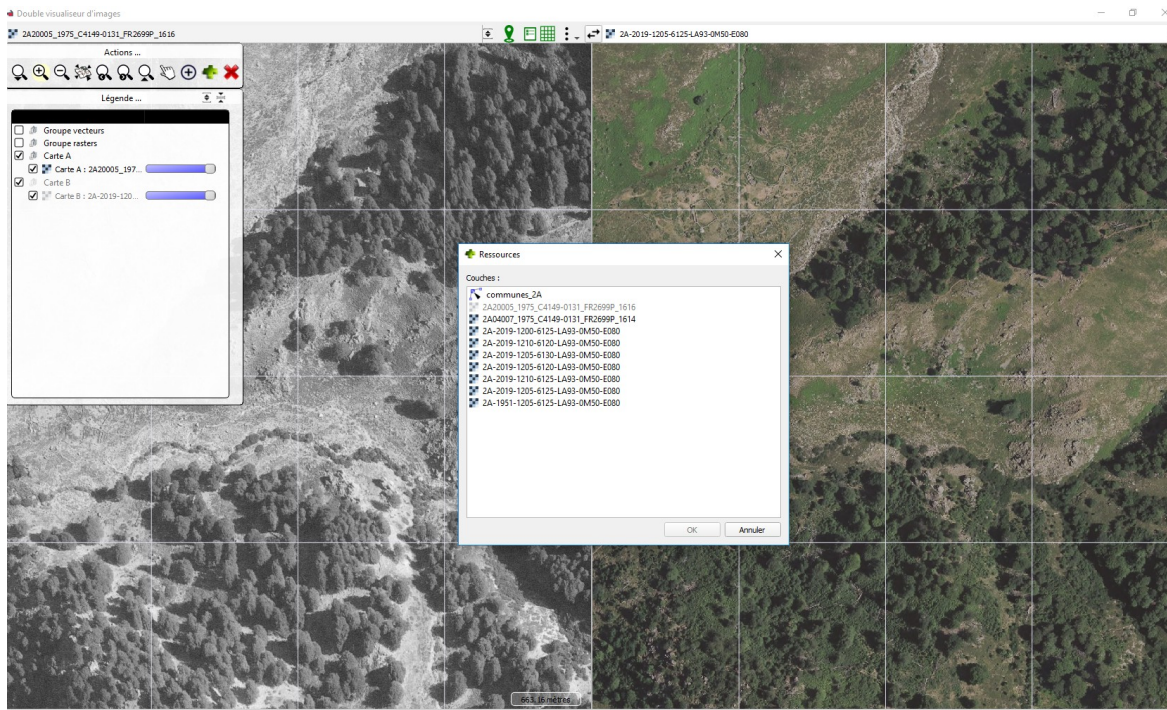 Double visualiseur d'images
2A20005_1975_C4149-0131_FR2699P_1616
2A-2019-1205-6125-LA93-0M50-E080
Actions ...
Légende ...
Groupe vecteurs
Groupe rasters
Carte A
Carte A : 2A20005_197...
Carte B
Carte B : 2A-2019-120...
Ressources
Couches :
communes_2A
2A20005_1975_C4149-0131_FR2699P_1616
2A04007_1975_C4149-0131_FR2699P_1614
2A-2019-1200-6125-LA93-0M50-E080
2A-2019-1210-6120-LA93-0M50-E080
2A-2019-1205-6130-LA93-0M50-E080
2A-2019-1205-6120-LA93-0M50-E080
2A-2019-1210-6125-LA93-0M50-E080
2A-2019-1205-6125-LA93-0M50-E080
2A-1951-1205-6125-LA93-0M50-E080
OK Annuler
663.16 mètres